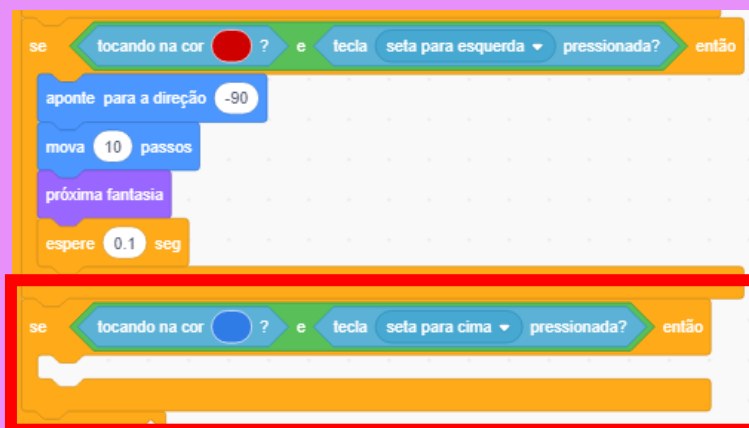 se tocando na cor ? e tecla seta para esquerda pressionada? então
aponte para a direção -90
mova 10 passos
próxima fantasia
espere 0.1 seg
se tocando na cor ? e tecla seta para cima pressionada? então